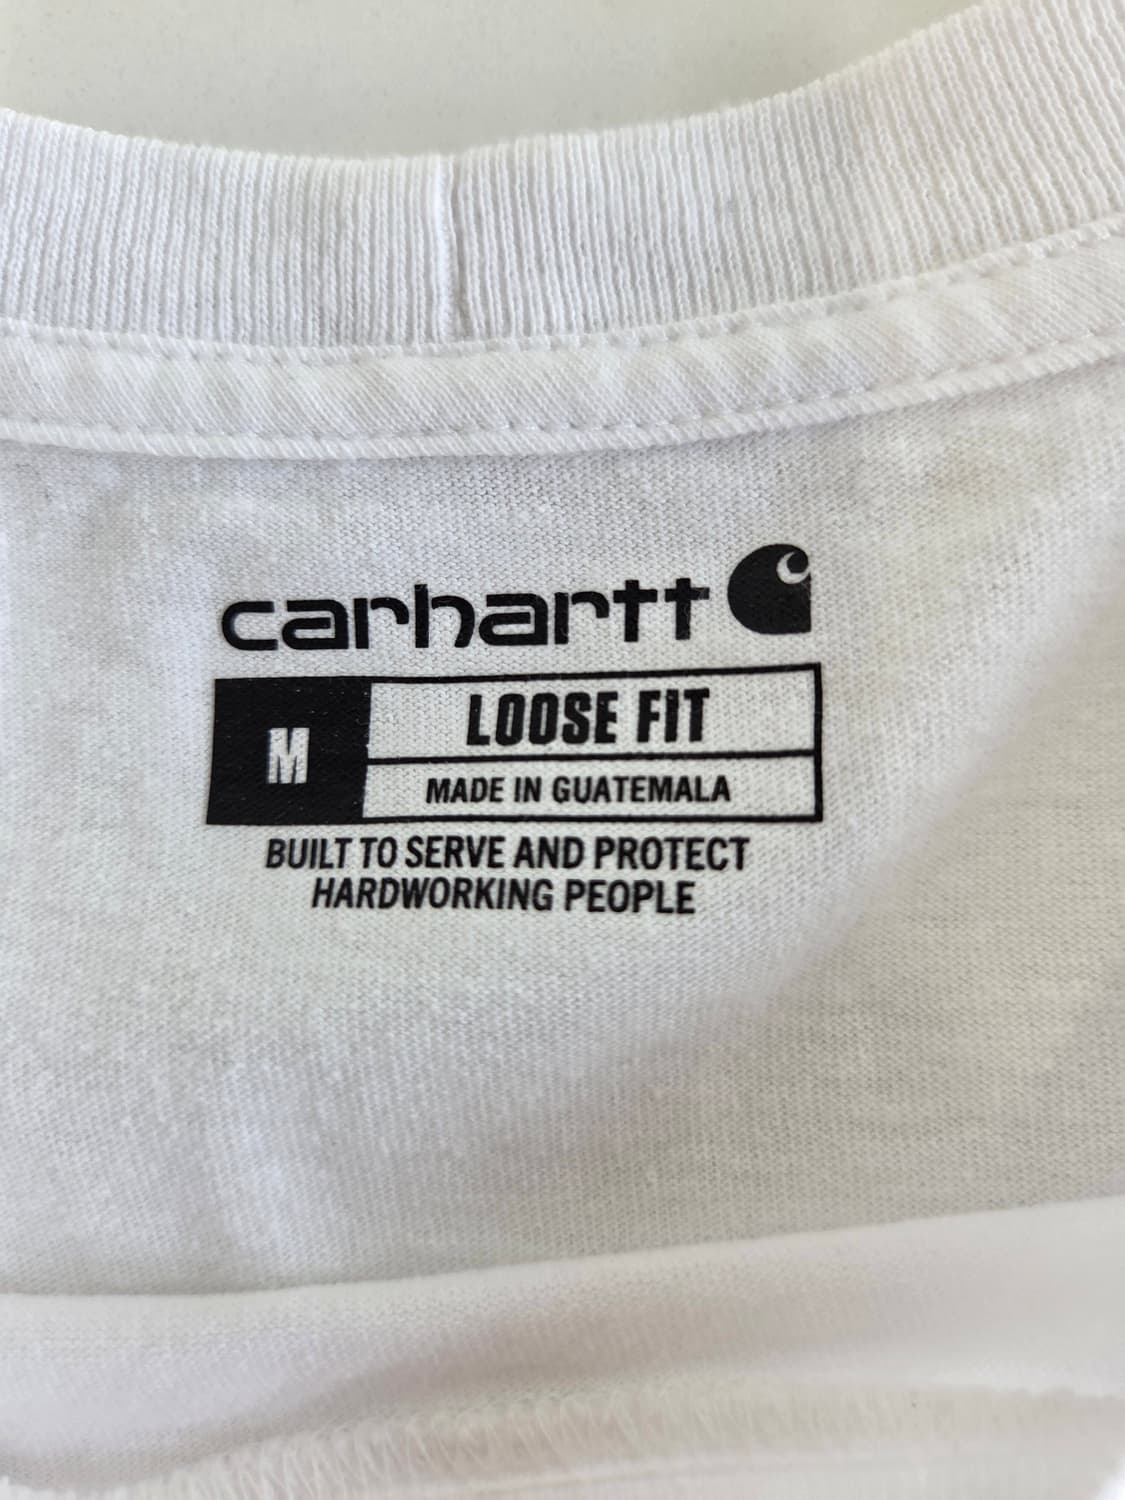 carhartt
M
LOOSE FIT
MADE IN GUATEMALA
BUILT TO SERVE AND PROTECT
HARDWORKING PEOPLE